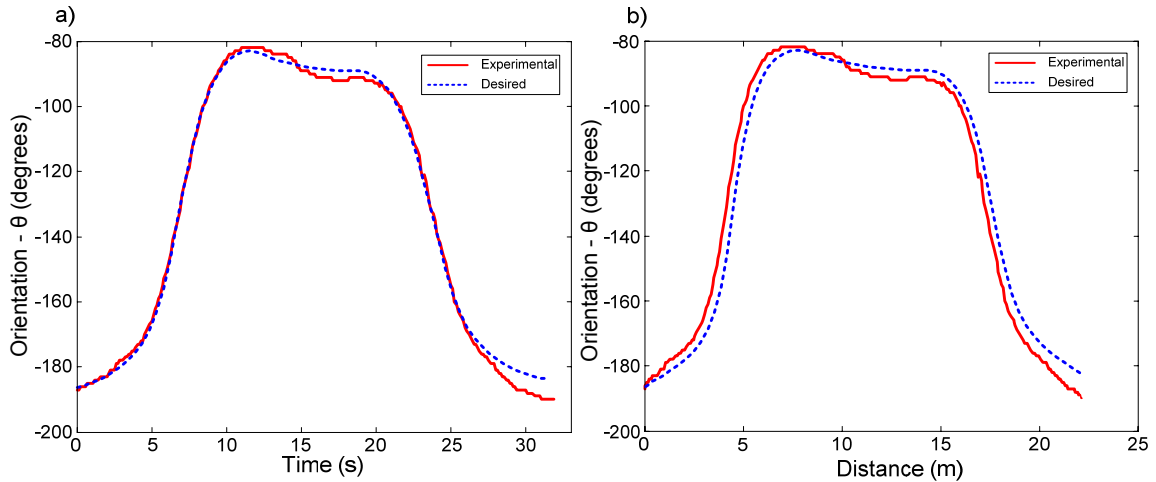 a)
-80
-100
-120
-140
-160
-180
-200
Orientation - θ (degrees)
Experimental
Desired
0 5 10 15 20 25 30
Time (s)
b)
-80
-100
-120
-140
-160
-180
-200
Orientation - θ (degrees)
Experimental
Desired
0 5 10 15 20 25
Distance (m)